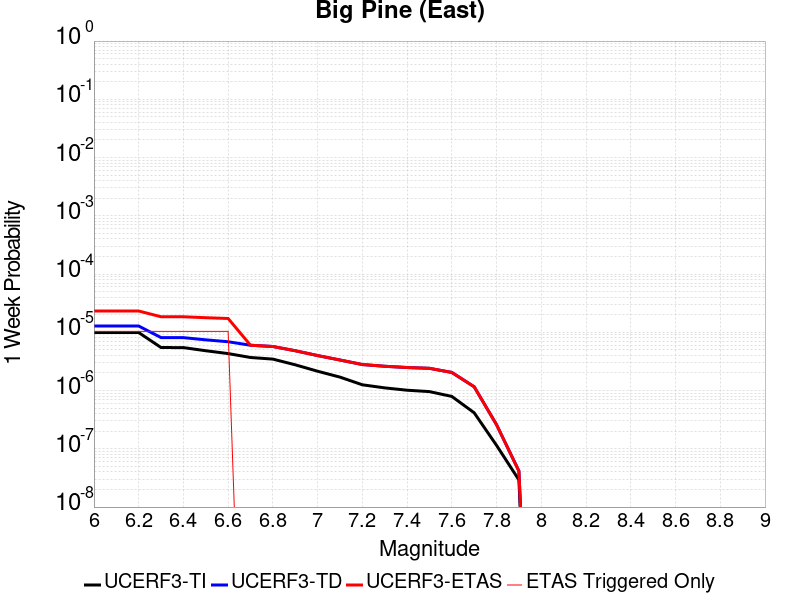 Big Pine (East)
10^0
10^-1
10^-2
10^-3
10^-4
10^-5
10^-6
10^-7
10^-8
1 Week Probability
6 6.2 6.4 6.6 6.8 7 7.2 7.4 7.6 7.8 8 8.2 8.4 8.6 8.8 9
Magnitude
UCERF3-TI UCERF3-TD UCERF3-ETAS ETAS Triggered Only